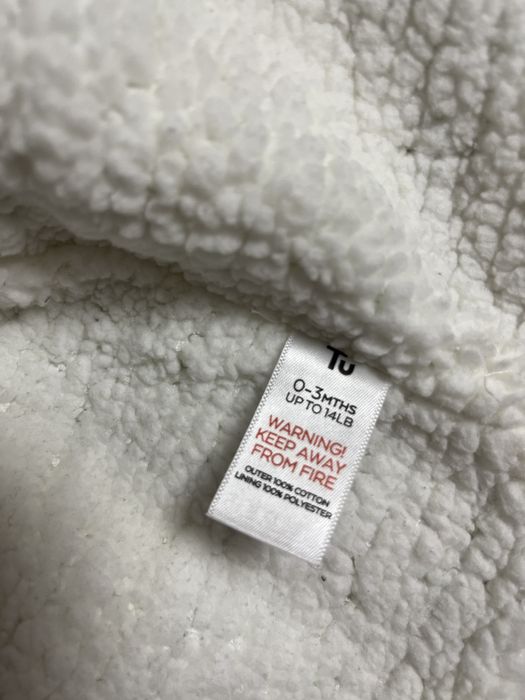 Tu
0-3MTHS
UP TO 14LB
WARNING!
KEEP AWAY
FROM FIRE
OUTER 100% COTTON
LINING 100% POLYESTER